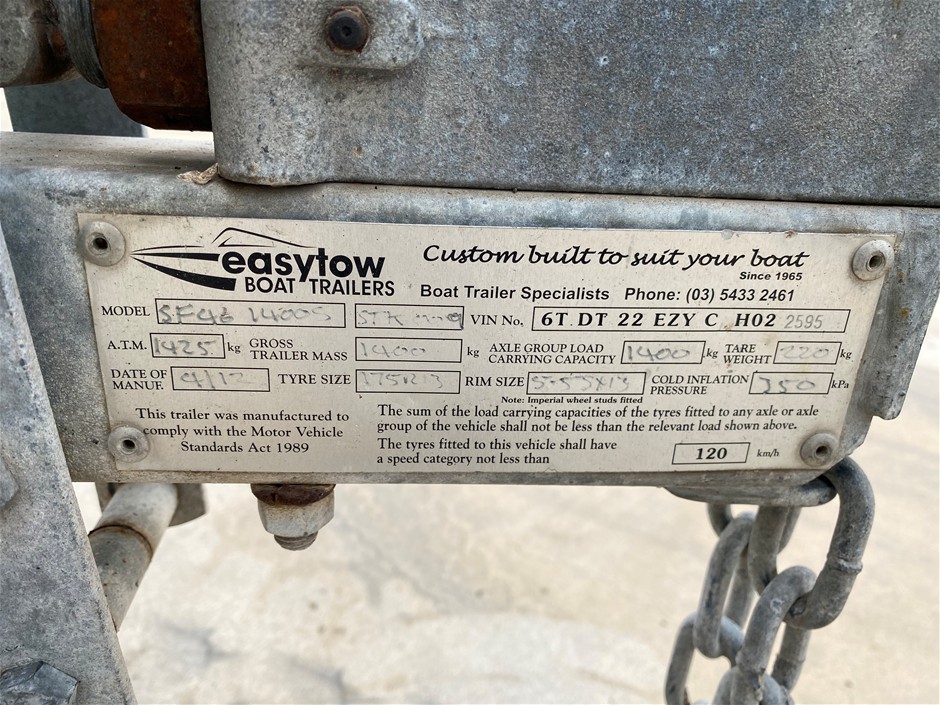 easytow
BOAT TRAILERS
Custom built to suit your boat
Since 1965
Boat Trailer Specialists Phone: (03) 5433 2461
MODEL VIN No. 6T DT 22 EZY C H02 2595
A.T.M. 1425 kg GROSS TRAILER MASS 1400 kg AXLE GROUP LOAD CARRYING CAPACITY 1400 kg TARE WEIGHT 220 kg
DATE OF MANUF. 4/12 TYRE SIZE 175R13 RIM SIZE COLD INFLATION PRESSURE 350 kPa
Note: Imperial wheel studs fitted
This trailer was manufactured to
comply with the Motor Vehicle
Standards Act 1989
The sum of the load carrying capacities of the tyres fitted to any axle or axle
group of the vehicle shall not be less than the relevant load shown above.
The tyres fitted to this vehicle shall have
a speed category not less than 120 km/h